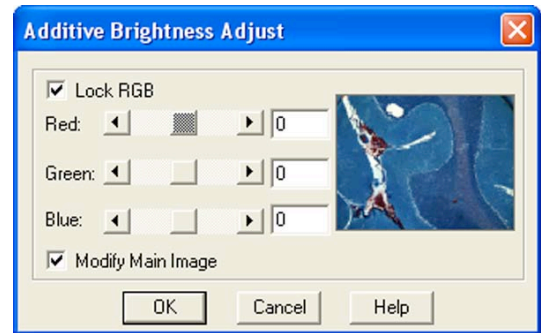 Additive Brightness Adjust
Lock RGB
Red: 0
Green: 0
Blue: 0
Modify Main Image
OK Cancel Help